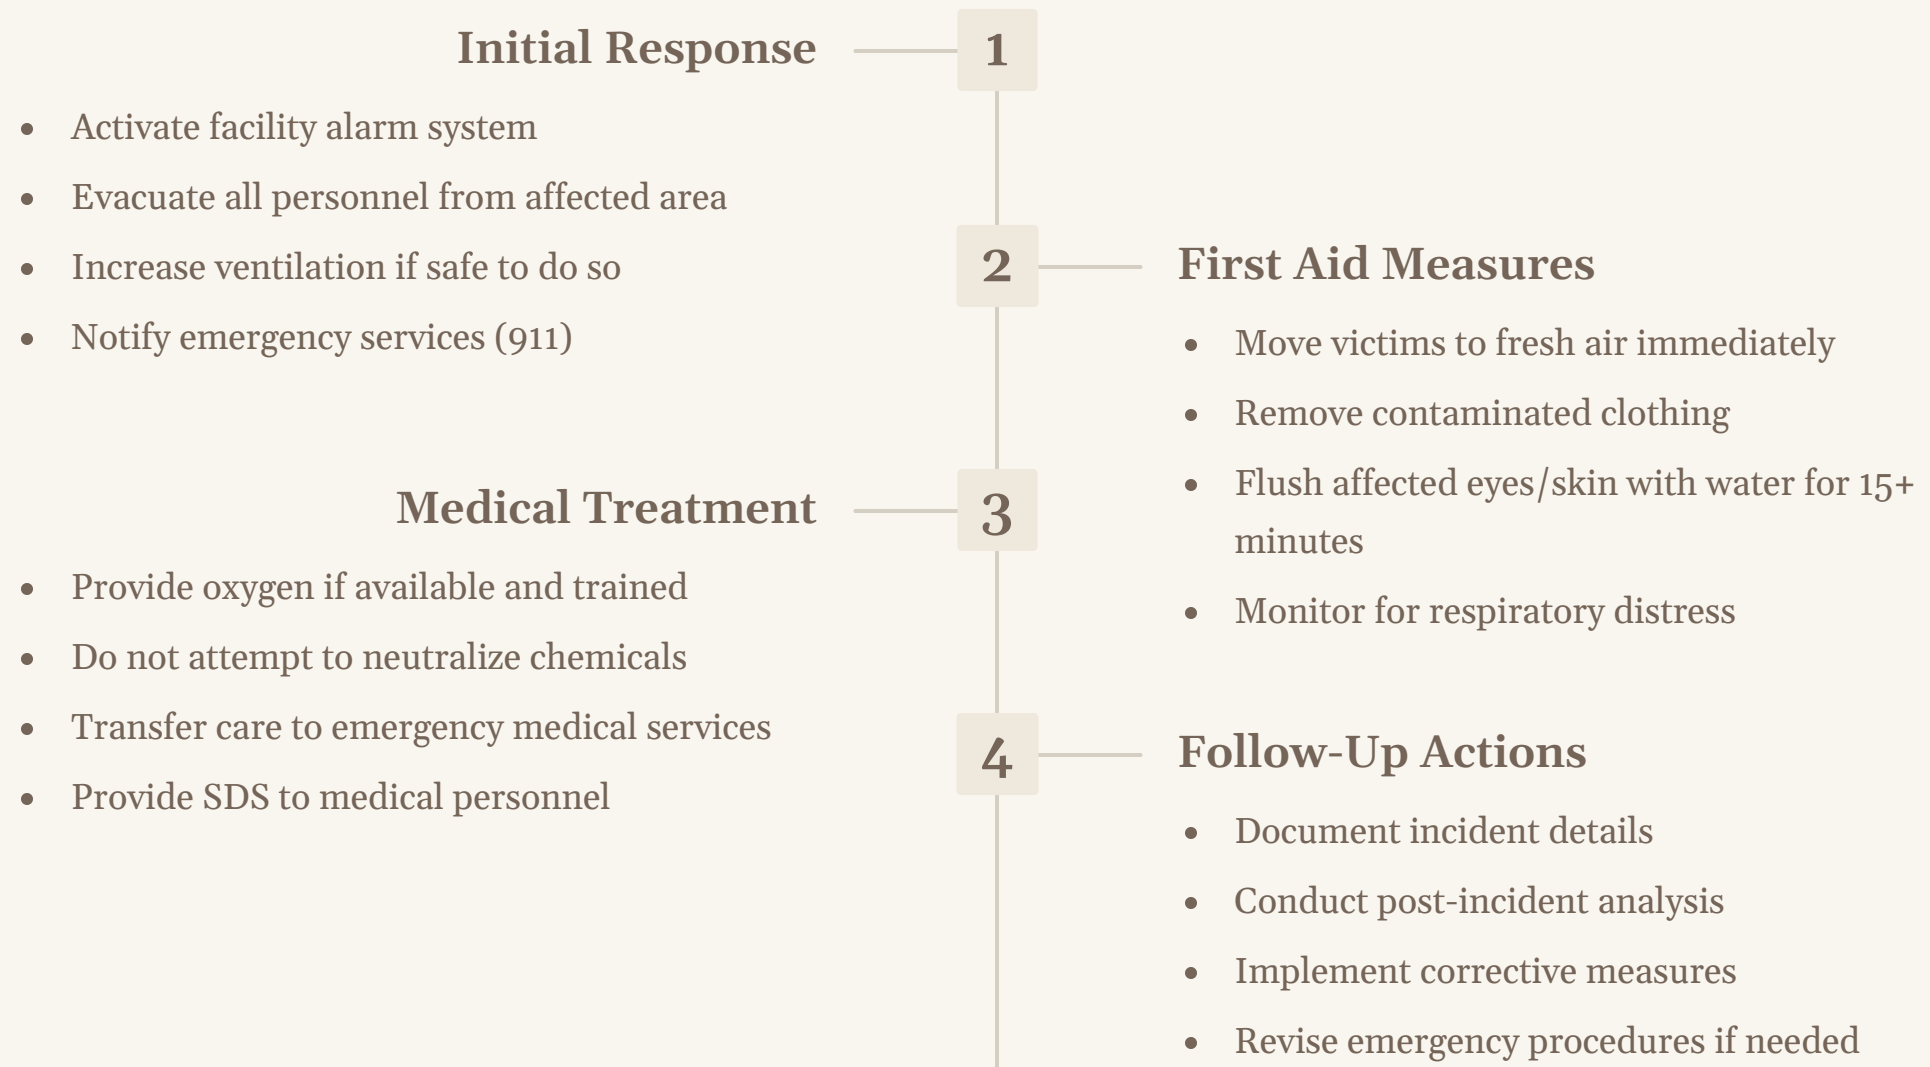 Initial Response
1
Activate facility alarm system
Evacuate all personnel from affected area
Increase ventilation if safe to do so
Notify emergency services (911)
2
First Aid Measures
Move victims to fresh air immediately
Remove contaminated clothing
Flush affected eyes/skin with water for 15+
minutes
Monitor for respiratory distress
Medical Treatment
3
Provide oxygen if available and trained
Do not attempt to neutralize chemicals
Transfer care to emergency medical services
Provide SDS to medical personnel
4
Follow-Up Actions
Document incident details
Conduct post-incident analysis
Implement corrective measures
Revise emergency procedures if needed